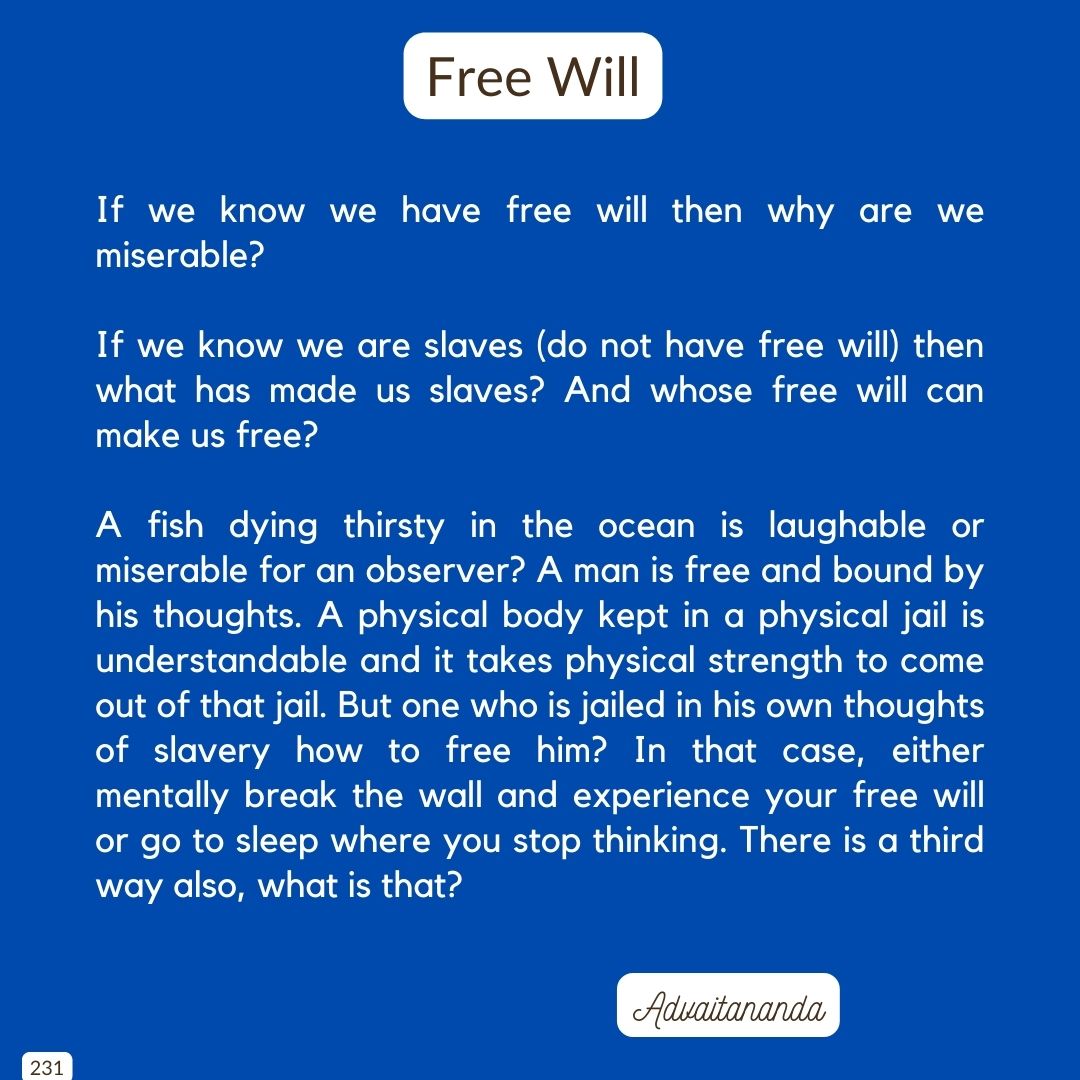 Free Will
If we know we have free will then why are we
miserable?
If we know we are slaves (do not have free will) then
what has made us slaves? And whose free will can
make us free?
A fish dying thirsty in the ocean is laughable or
miserable for an observer? A man is free and bound by
his thoughts. A physical body kept in a physical jail is
understandable and it takes physical strength to come
out of that jail. But one who is jailed in his own thoughts
of slavery how to free him? In that case, either
mentally break the wall and experience your free will
or go to sleep where you stop thinking. There is a third
way also, what is that?
Advaitananda
231